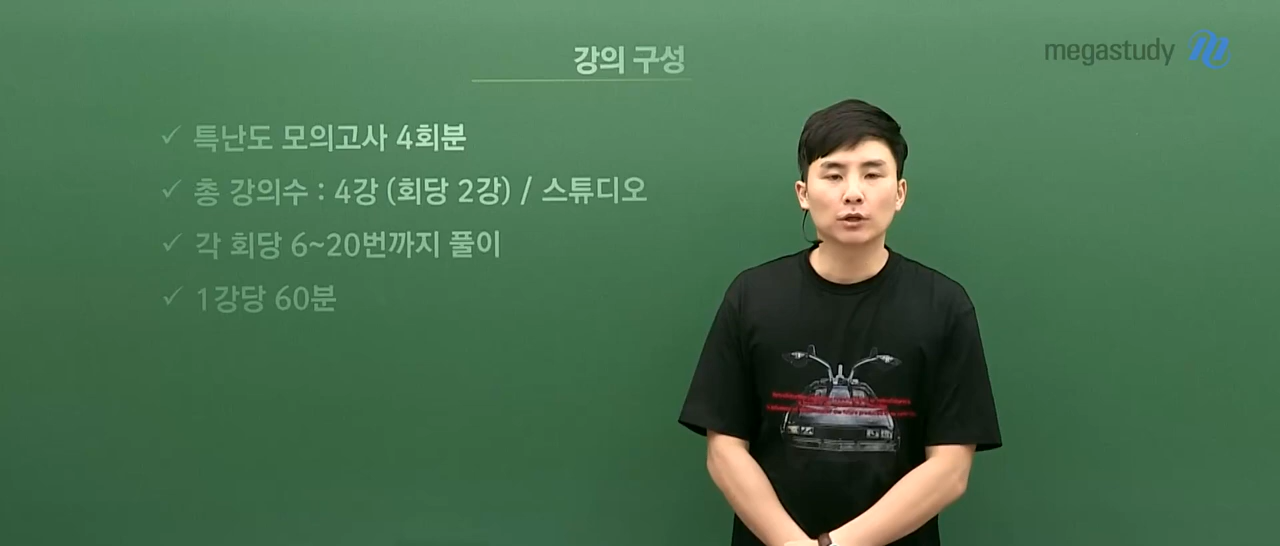 강의 구성
megastudy
✓ 특난도 모의고사 4회분
✓ 총 강의수 : 4강 (회당 2강) / 스튜디오
✓ 각 회당 6~20번까지 풀이
✓ 1강당 60분